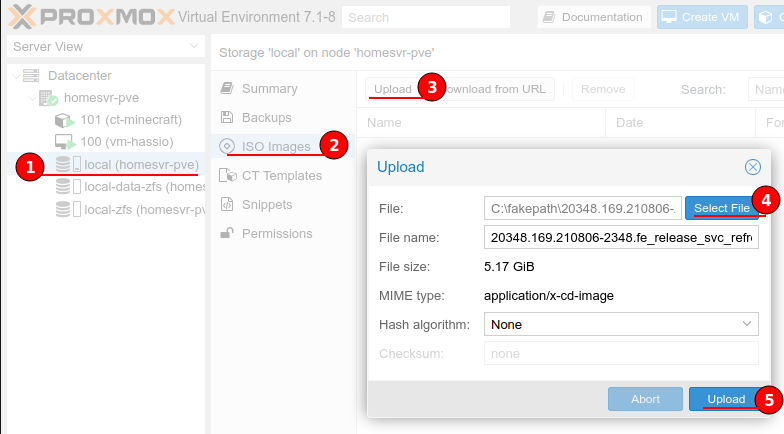 PROXMOX Virtual Environment 7.1-8 Search Documentation Create VM
Server View
Storage 'local' on node 'homesvr-pve'
Datacenter
homesvr-pve
101 (ct-minecraft)
100 (vm-hassio)
1 local (homesvr-pve)
local-data-zfs (homes
local-zfs (homesvr-pv
Summary
Backups
ISO Images 2
CT Templates
Snippets
Permissions
Upload 3 ownload from URL Remove Search: Name
Name Date For
Upload
File: C:\fakepath\20348.169.210806- Select File 4
File name: 20348.169.210806-2348.fe_release_svc_refre
File size: 5.17 GiB
MIME type: application/x-cd-image
Hash algorithm: None
Checksum: none
Abort Upload 5